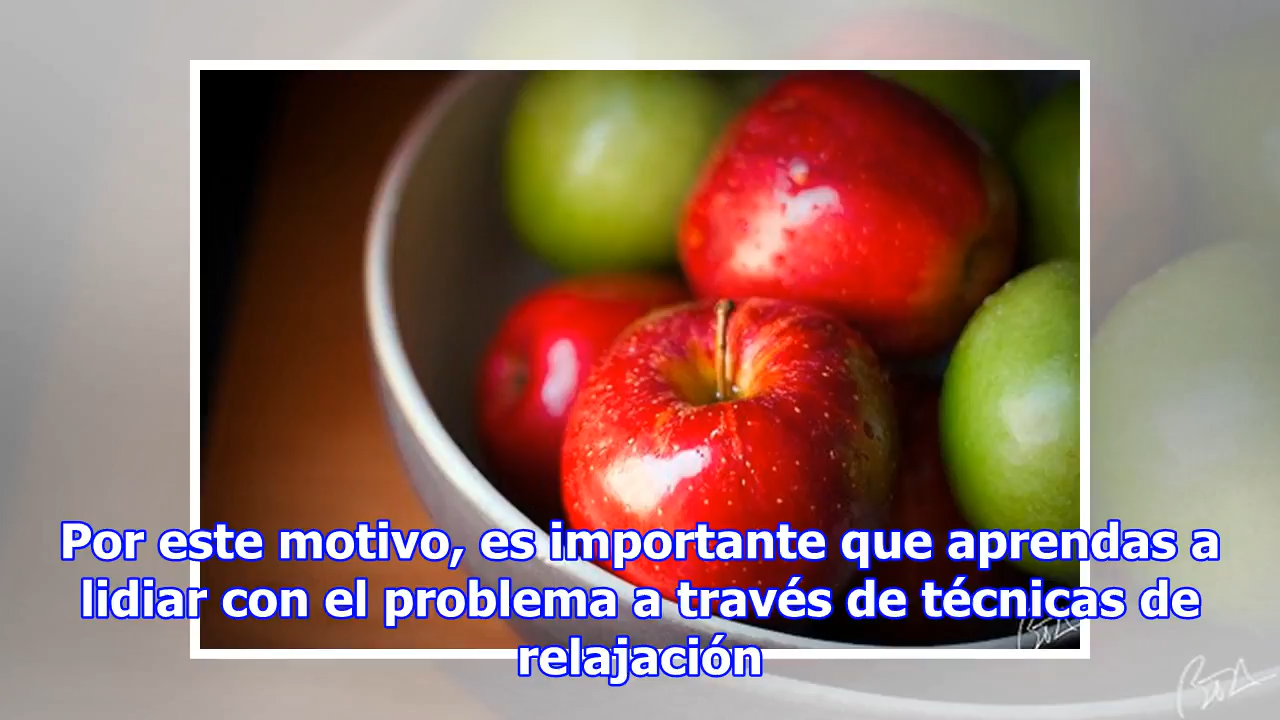 Por este motivo, es importante que aprendas a
lidiar con el problema a través de técnicas de
relajación